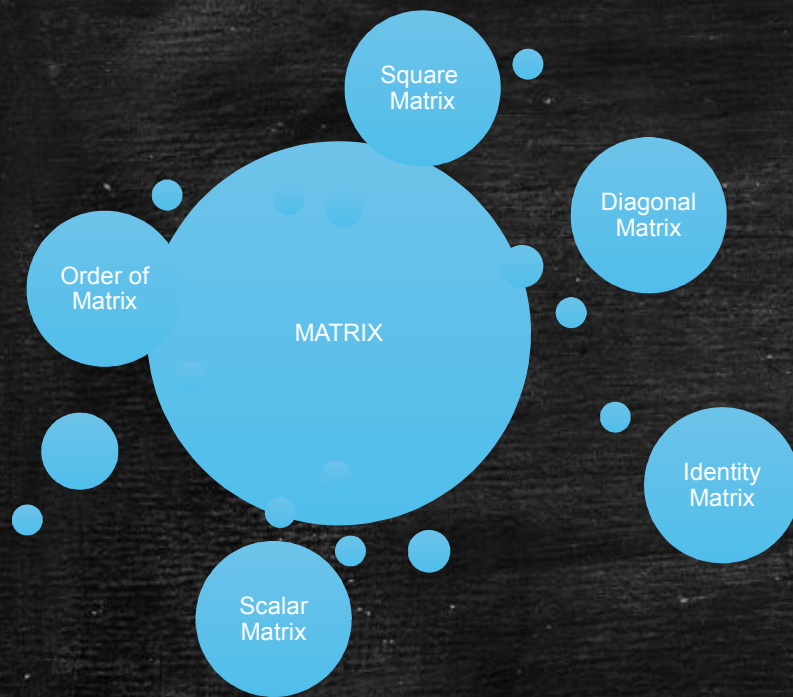 Square
Matrix
Diagonal
Matrix
Order of
Matrix
MATRIX
Identity
Matrix
Scalar
Matrix